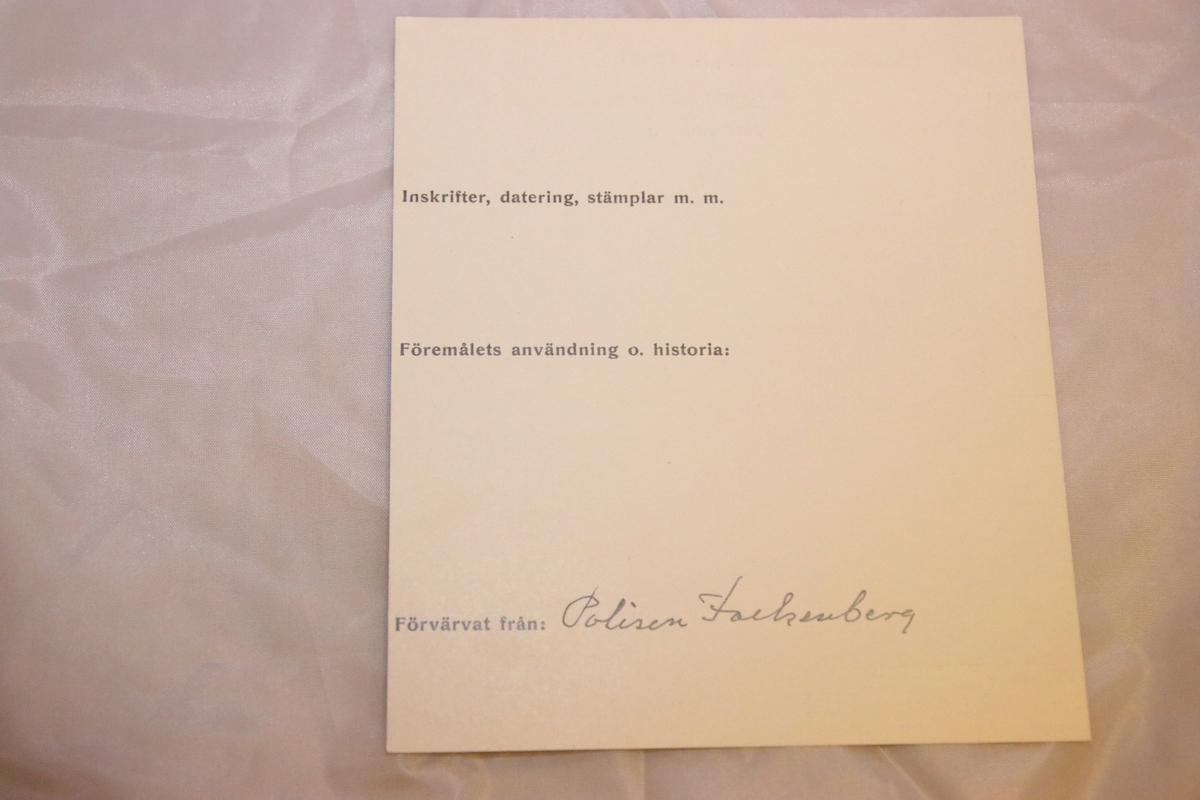 Inskrifter, datering, stämplar m. m.
Föremålets användning o. historia:
Förvärvat från: Polisen Falkenberg